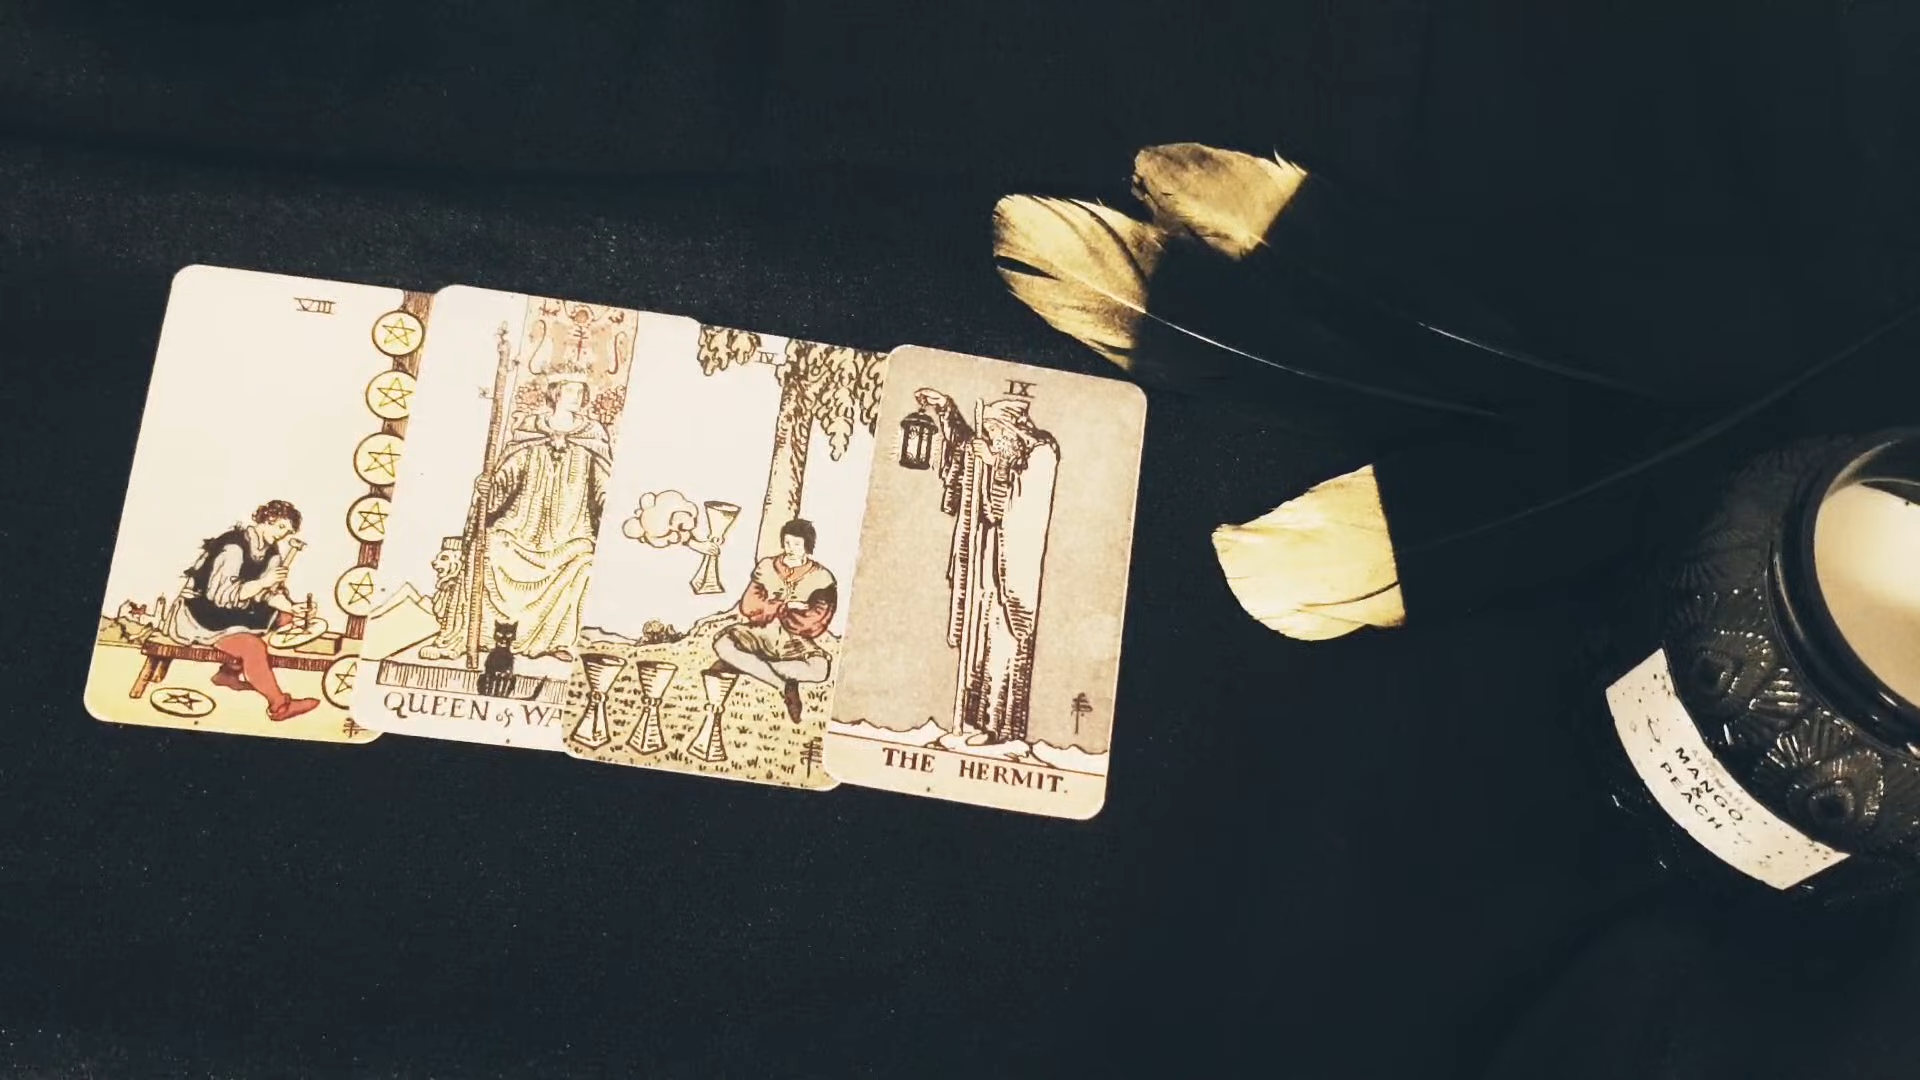 VIII
QUEEN of WA
IV
IX
THE HERMIT.
MANGO
&
PEACH